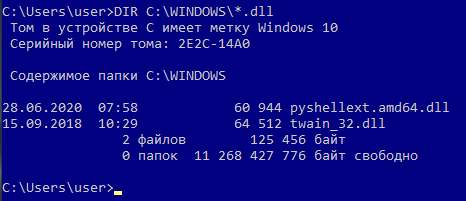 C:\Users\user>DIR C:\WINDOWS\*.dll
Том в устройстве C имеет метку Windows 10
Серийный номер тома: 2E2C-14A0
Содержимое папки C:\WINDOWS
28.06.2020 07:58 60 944 pyshellext.amd64.dll
15.09.2018 10:29 64 512 twain_32.dll
2 файлов 125 456 байт
0 папок 11 268 427 776 байт свободно
C:\Users\user>